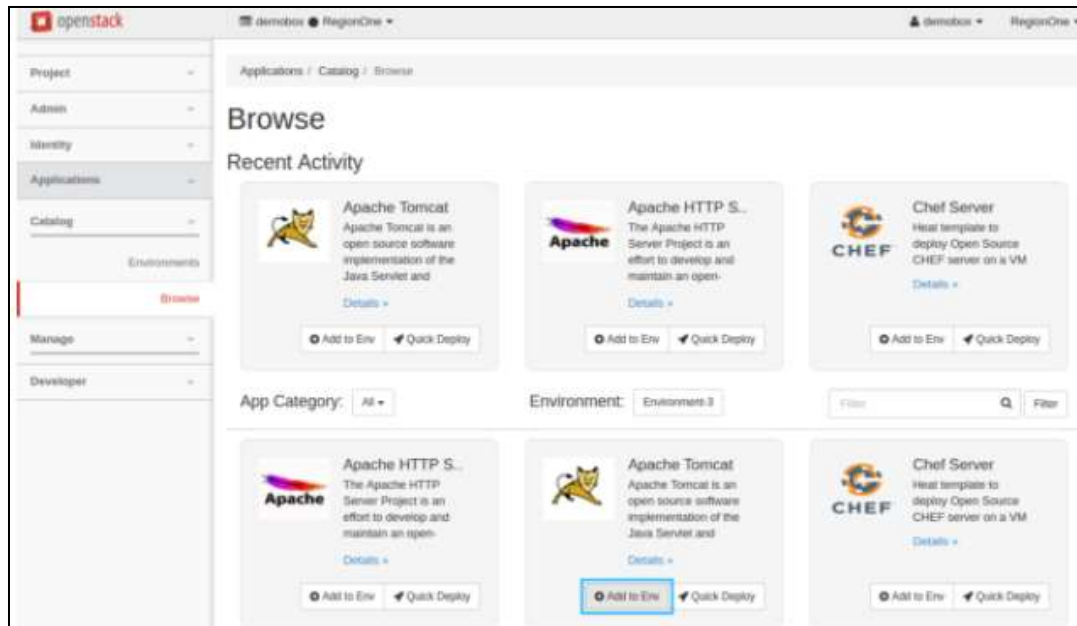 openstack
demobox RegionOne
demobox RegionOne
Project
Admin
Identity
Applications
Catalog
Environments
Browse
Manage
Developer
Applications / Catalog / Browse
Browse
Recent Activity
Apache Tomcat
Apache Tomcat is an
open source software
implementation of the
Java Servlet and
Details »
Add to Env Quick Deploy
Apache
Apache HTTP S...
The Apache HTTP
Server Project is an
effort to develop and
maintain an open-
Details »
Add to Env Quick Deploy
CHEF
Chef Server
Heat template to
deploy Open Source
CHEF server on a VM
Details »
Add to Env Quick Deploy
App Category: All
Environment: Environment-3
Filter Filter
Apache
Apache HTTP S...
The Apache HTTP
Server Project is an
effort to develop and
maintain an open-
Details »
Add to Env Quick Deploy
Apache Tomcat
Apache Tomcat is an
open source software
implementation of the
Java Servlet and
Details »
Add to Env Quick Deploy
CHEF
Chef Server
Heat template to
deploy Open Source
CHEF server on a VM
Details »
Add to Env Quick Deploy